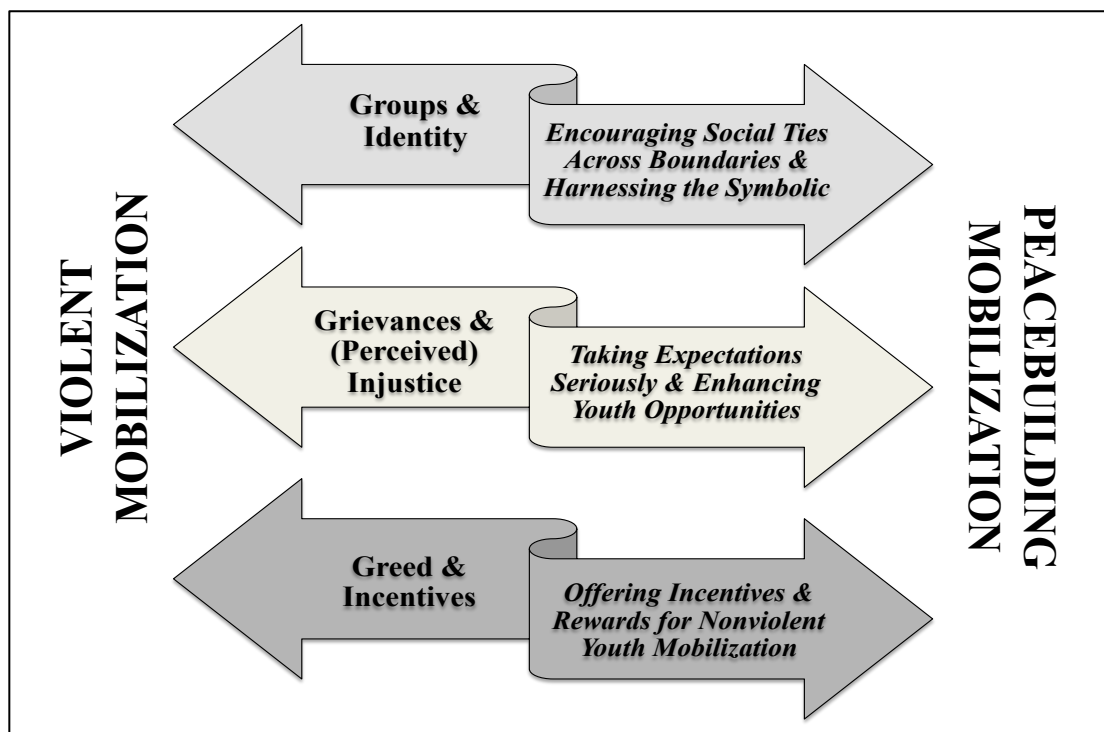 VIOLENT
MOBILIZATION
Groups &
Identity
Encouraging Social Ties
Across Boundaries &
Harnessing the Symbolic
Grievances &
(Perceived)
Injustice
Taking Expectations
Seriously & Enhancing
Youth Opportunities
Greed &
Incentives
Offering Incentives &
Rewards for Nonviolent
Youth Mobilization
PEACEBUILDING
MOBILIZATION